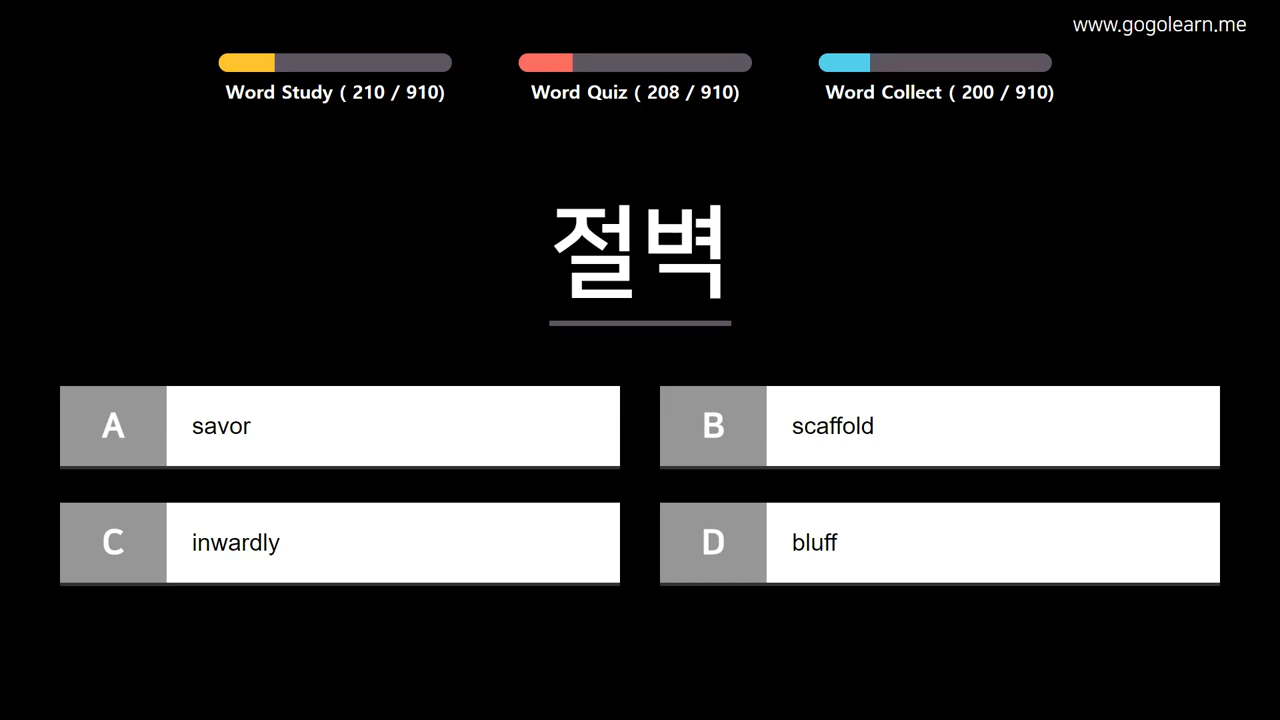 www.gogolearn.me
Word Study ( 210 / 910)
Word Quiz ( 208 / 910)
Word Collect ( 200 / 910)
절벽
A savor
B scaffold
C inwardly
D bluff